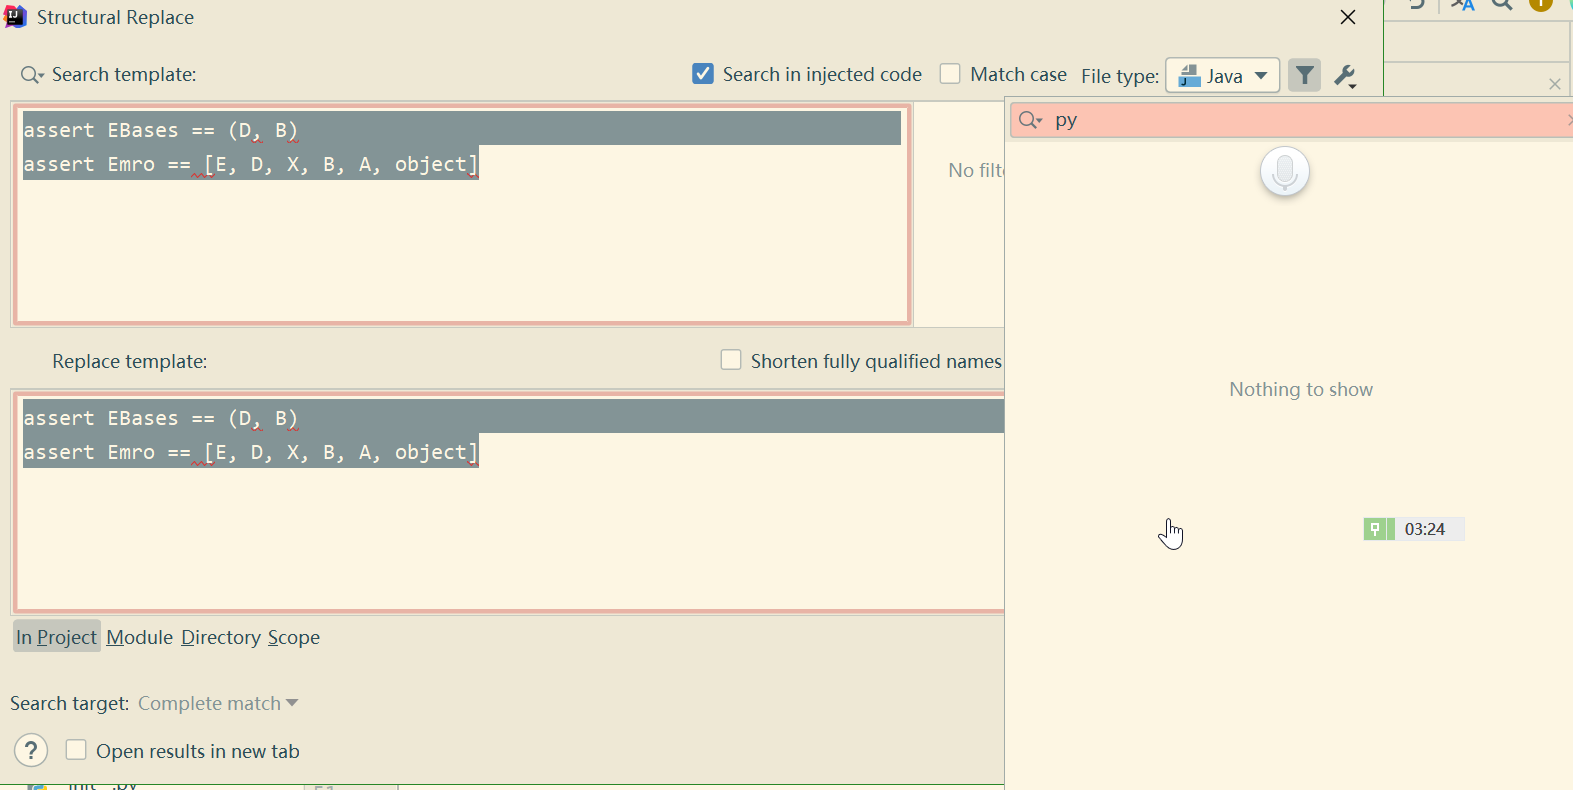 Structural Replace
Search template:
Search in injected code
Match case
File type:
Java
assert EBases == (D, B)
assert Emro == [E, D, X, B, A, object]
No filt
py
Nothing to show
Replace template:
Shorten fully qualified names
assert EBases == (D, B)
assert Emro == [E, D, X, B, A, object]
03:24
In Project Module Directory Scope
Search target: Complete match
? Open results in new tab